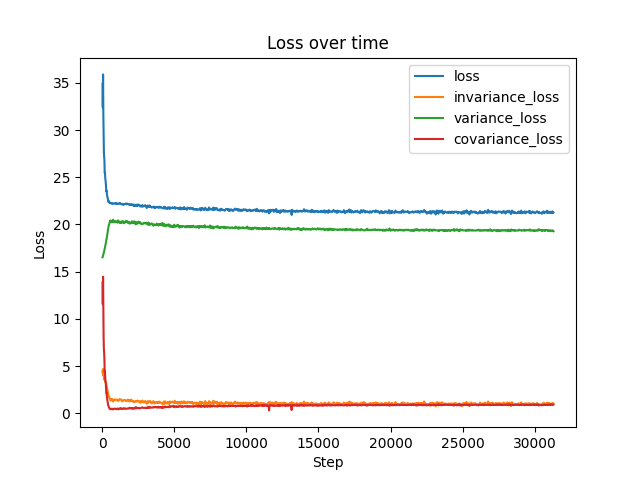 Loss over time
loss
invariance_loss
variance_loss
covariance_loss
35
30
25
20
15
10
5
0
Loss
0 5000 10000 15000 20000 25000 30000
Step